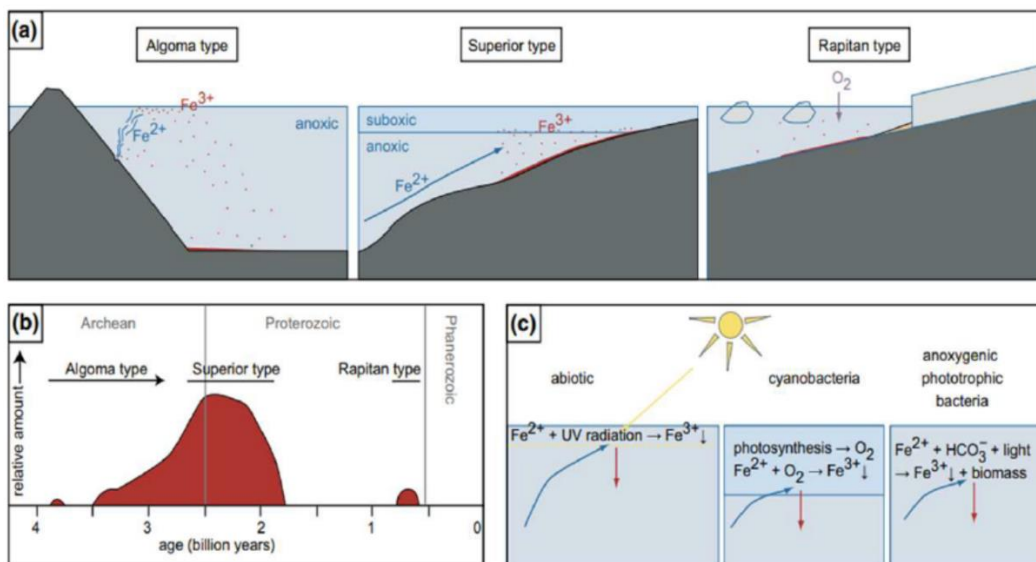 (a)
Algoma type
Superior type
Rapitan type
Fe3+
Fe2+
anoxic
suboxic
anoxic
Fe3+
Fe2+
O2
(b)
Archean
Proterozoic
Phanerozoic
Algoma type
Superior type
Rapitan type
relative amount
4 3 2 1 0
age (billion years)
(c)
abiotic
Fe2+ + UV radiation → Fe3+↓
cyanobacteria
photosynthesis → O2
Fe2+ + O2 → Fe3+↓
anoxygenic
phototrophic
bacteria
Fe2+ + HCO3− + light
→ Fe3+↓ + biomass